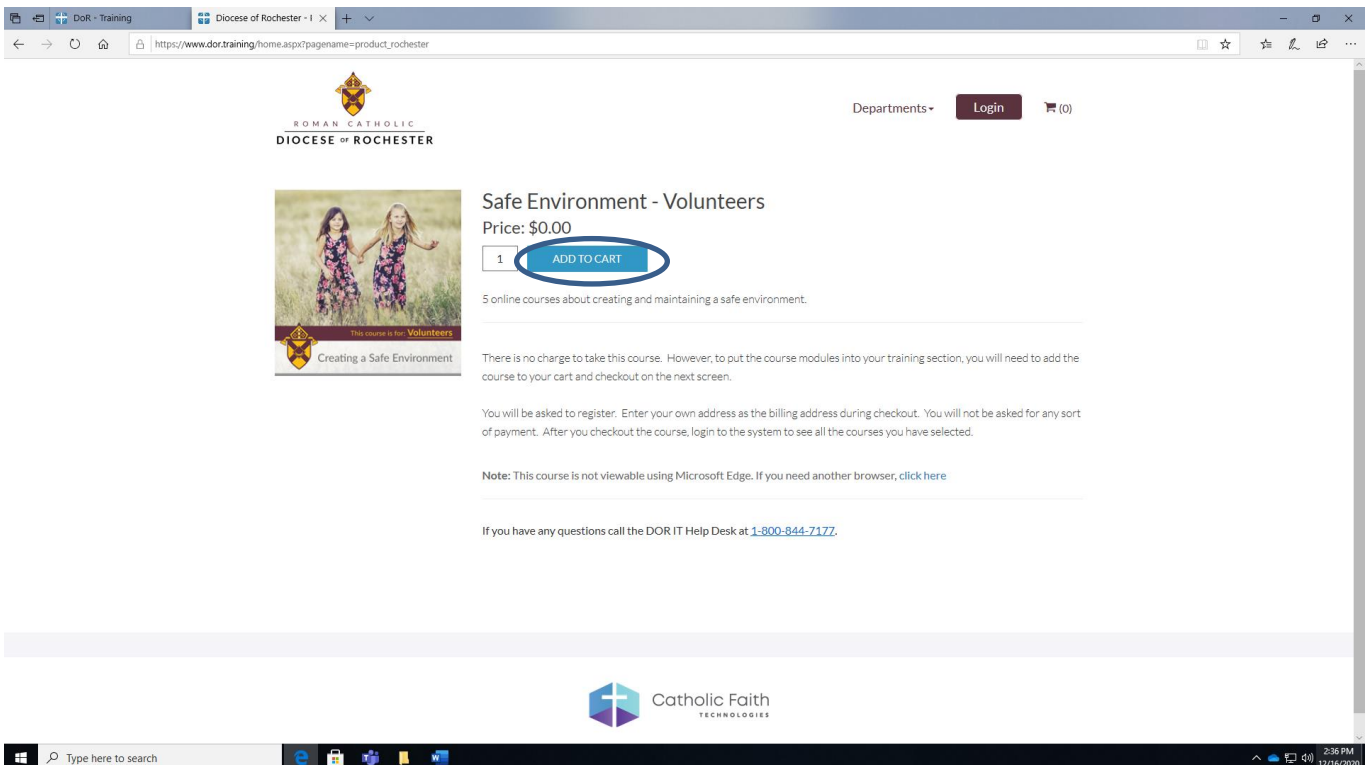 DoR - Training
Diocese of Rochester - I
https://www.dor.training/home.aspx?pagename=product_rochester
ROMAN CATHOLIC
DIOCESE OF ROCHESTER
Departments
Login
(0)
Safe Environment - Volunteers
Price: $0.00
1
ADD TO CART
5 online courses about creating and maintaining a safe environment.
This course is for: Volunteers
Creating a Safe Environment
There is no charge to take this course. However, to put the course modules into your training section, you will need to add the
course to your cart and checkout on the next screen.
You will be asked to register. Enter your own address as the billing address during checkout. You will not be asked for any sort
of payment. After you checkout the course, login to the system to see all the courses you have selected.
Note: This course is not viewable using Microsoft Edge. If you need another browser, click here
If you have any questions call the DOR IT Help Desk at 1-800-844-7177.
Catholic Faith
TECHNOLOGIES
Type here to search
2:36 PM
12/16/2020